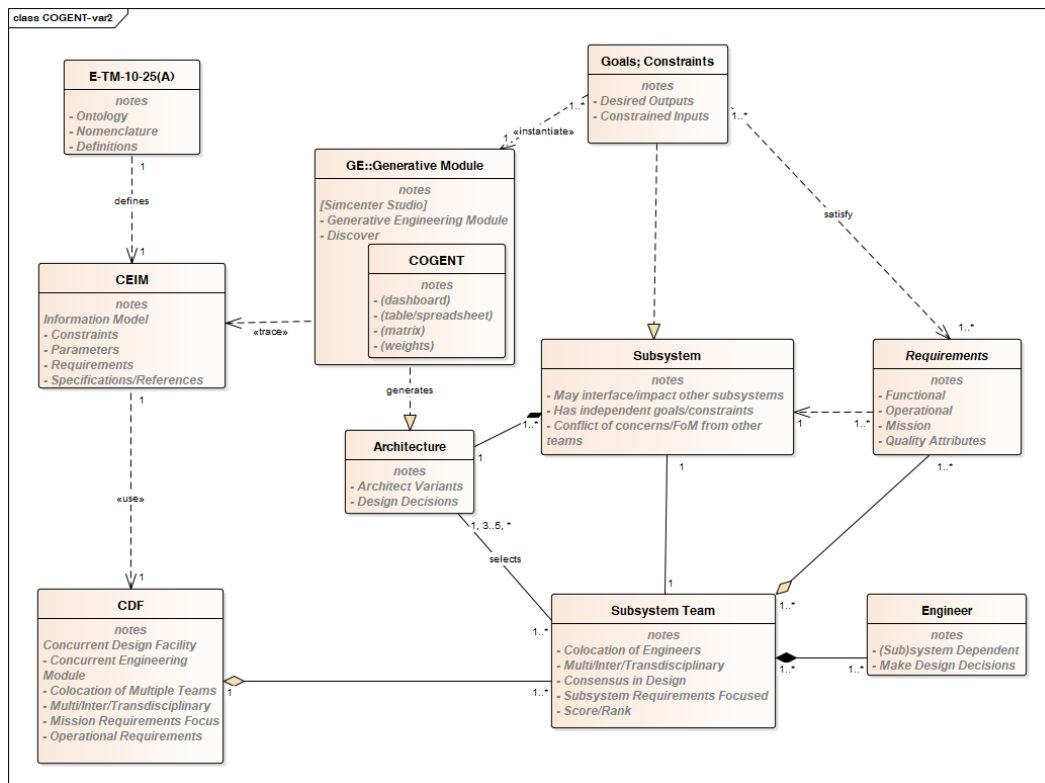 class COGENT-var2
E-TM-10-25(A)
notes
- Ontology
- Nomenclature
- Definitions
1
defines
1
Goals; Constraints
notes
- Desired Outputs
- Constrained Inputs
1..*
«instantiate»
1
1..*
satisfy
1..*
GE::Generative Module
notes
[Simcenter Studio]
- Generative Engineering Module
- Discover
COGENT
notes
- (dashboard)
- (table/spreadsheet)
- (matrix)
- (weights)
CEIM
notes
Information Model
- Constraints
- Parameters
- Requirements
- Specifications/References
«trace»
1
«use»
1
generates
Subsystem
notes
- May interface/impact other subsystems
- Has independent goals/constraints
- Conflict of concerns/FoM from other
teams
1..*
1
1
1..*
1
Requirements
notes
- Functional
- Operational
- Mission
- Quality Attributes
1..*
Architecture
notes
- Architect Variants
- Design Decisions
1, 3..5, *
selects
1..*
1
1..*
CDF
notes
Concurrent Design Facility
- Concurrent Engineering
Module
- Colocation of Multiple Teams
- Multi/Inter/Transdisciplinary
- Mission Requirements Focus
- Operational Requirements
1
1..*
Subsystem Team
notes
- Colocation of Engineers
- Multi/Inter/Transdisciplinary
- Consensus in Design
- Subsystem Requirements Focused
- Score/Rank
1..*
1..*
Engineer
notes
- (Sub)system Dependent
- Make Design Decisions